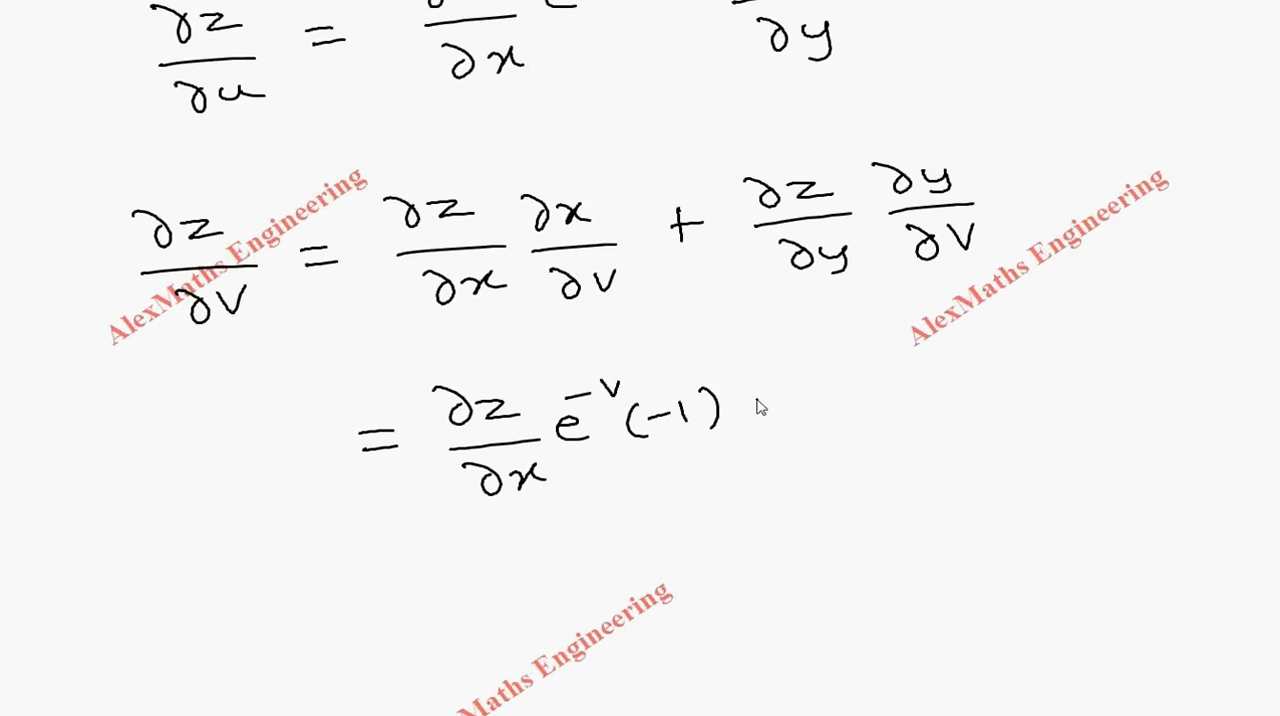 ∂z/∂u = ∂x ∂y
∂z/∂v = ∂z/∂x ∂x/∂v + ∂z/∂y ∂y/∂v
= ∂z/∂x e^-v (-1)
AlexMaths Engineering
AlexMaths Engineering
Maths Engineering